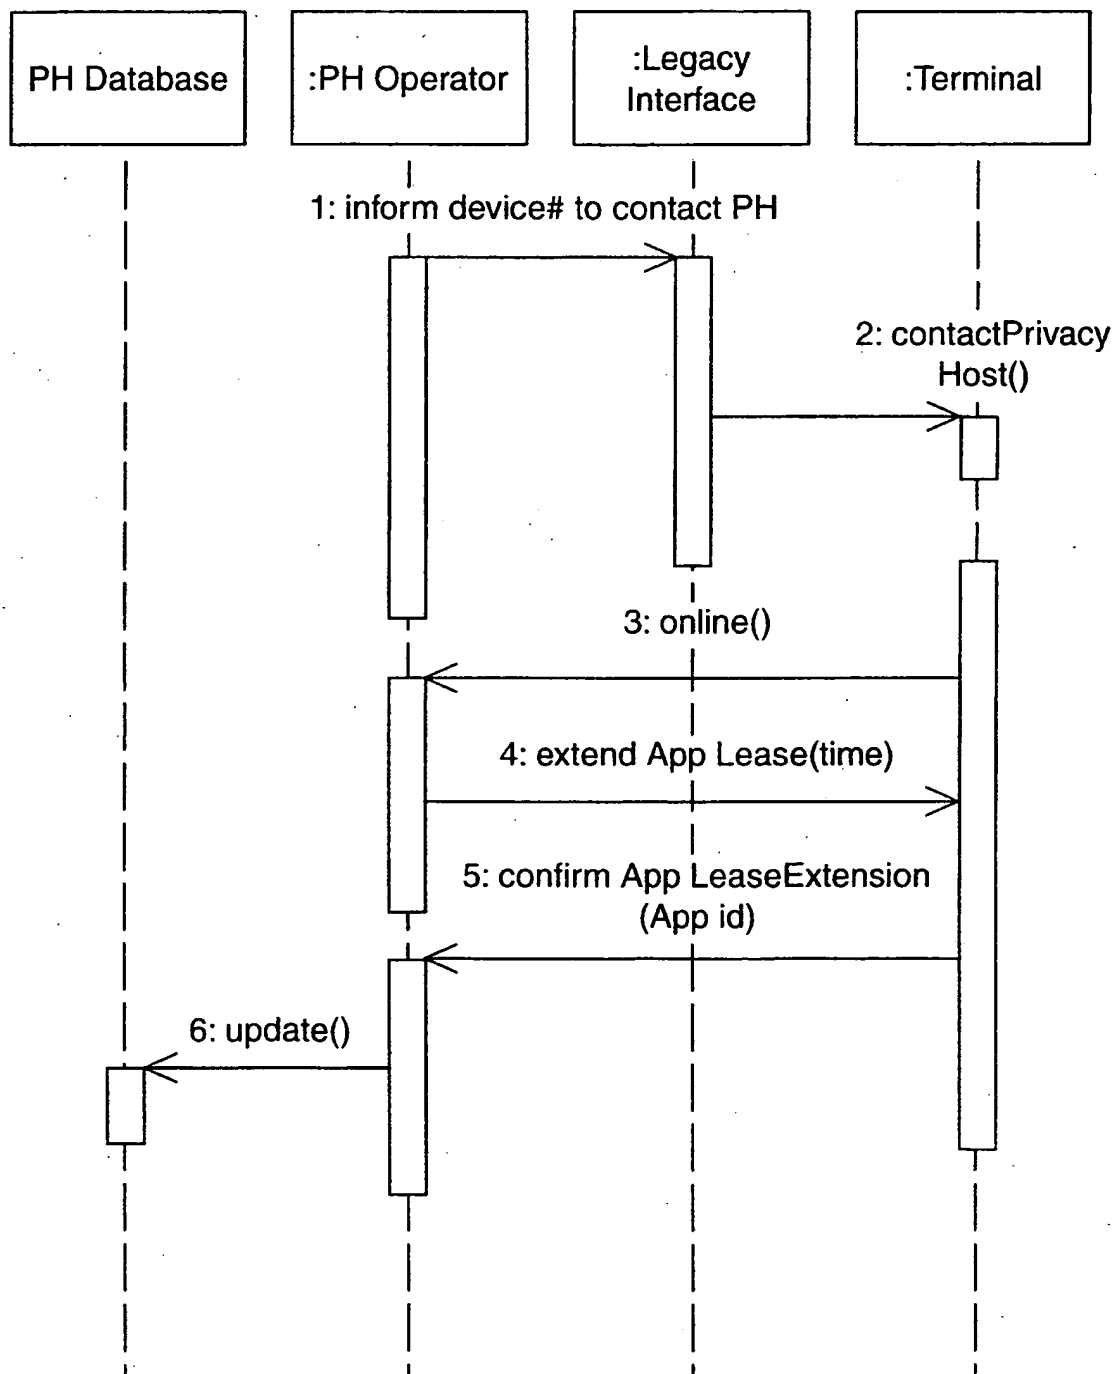 PH Database
:PH Operator
:Legacy
Interface
:Terminal
1: inform device# to contact PH
2: contactPrivacy
Host()
3: online()
4: extend App Lease(time)
5: confirm App LeaseExtension
(App id)
6: update()